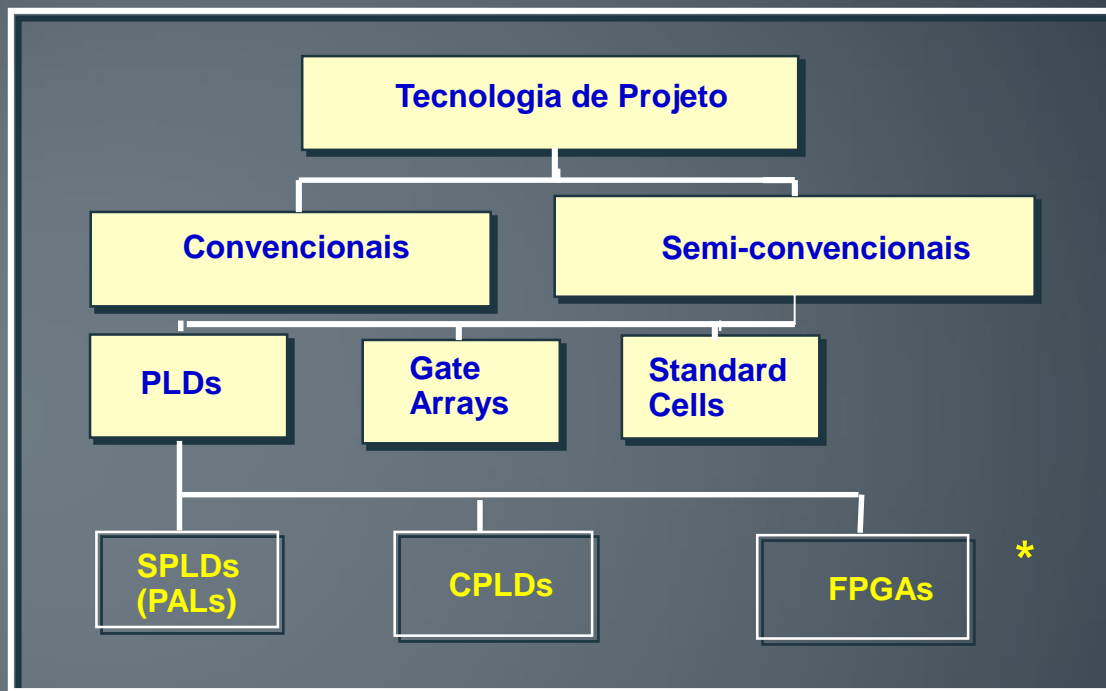 Tecnologia de Projeto
Convencionais
Semi-convencionais
PLDs
Gate
Arrays
Standard
Cells
SPLDs
(PALs)
CPLDs
FPGAs
*